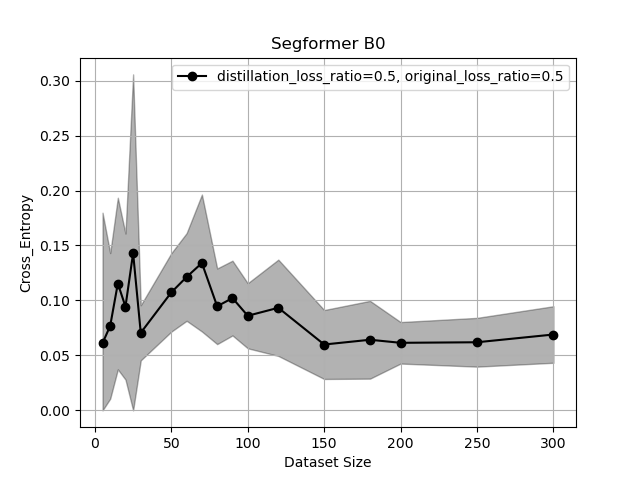 Segformer B0
distillation_loss_ratio=0.5, original_loss_ratio=0.5
0.30
0.25
0.20
0.15
0.10
0.05
0.00
Cross_Entropy
0 50 100 150 200 250 300
Dataset Size